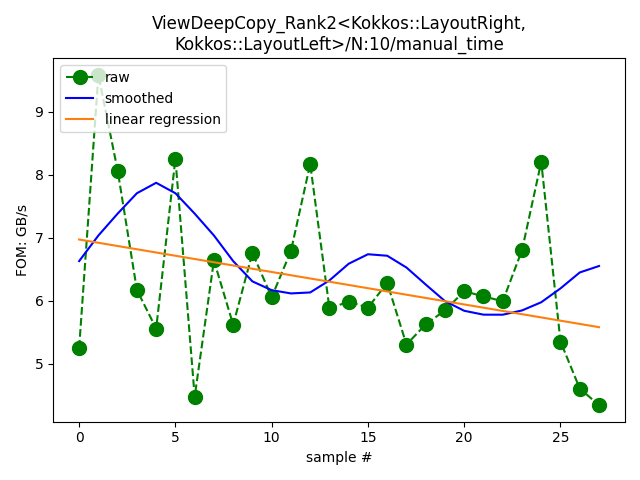 ViewDeepCopy_Rank2<Kokkos::LayoutRight,
Kokkos::LayoutLeft>/N:10/manual_time
raw
smoothed
linear regression
FOM: GB/s
9
8
7
6
5
0 5 10 15 20 25
sample #